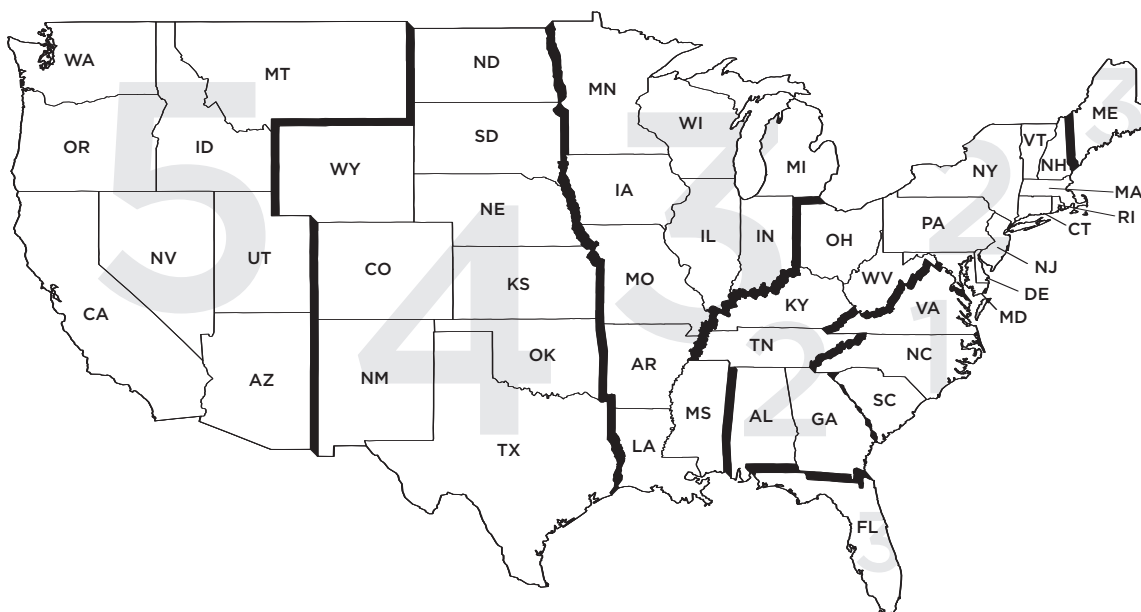 WA
MT
ND
MN
ME
3
OR
ID
SD
WI
VT
NH
5
WY
MI
NY
MA
3
IA
2
RI
CT
NE
PA
NV
UT
CO
IL
IN
OH
NJ
KS
MO
WV
DE
CA
4
KY
VA
MD
1
TN
NC
OK
AR
2
AZ
NM
MS
AL
GA
SC
TX
LA
FL
3